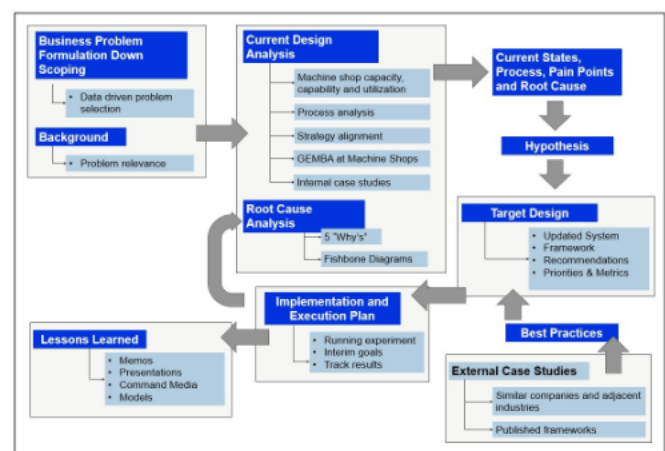 Business Problem
Formulation Down
Scoping
• Data driven problem
selection
Background
• Problem relevance
Current Design
Analysis
Machine shop capacity,
capability and utilization
Process analysis
Strategy alignment
GEMBA at Machine Shops
Internal case studies
Root Cause
Analysis
5 "Why's"
Fishbone Diagrams
Current States,
Process, Pain Points
and Root Cause
Hypothesis
Target Design
• Updated System
• Framework
• Recommendations
• Priorities & Metrics
Best Practices
External Case Studies
Similar companies and adjacent
industries
Published frameworks
Implementation and
Execution Plan
• Running experiment
• Interim goals
• Track results
Lessons Learned
• Memos
• Presentations
• Command Media
• Models